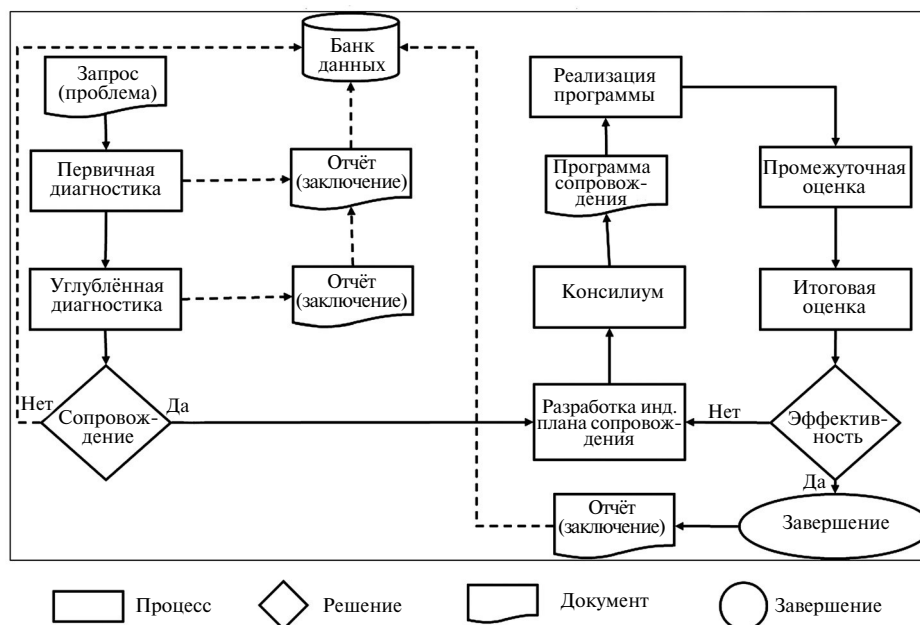 Банк
данных
Запрос
(проблема)
Реализация
программы
Первичная
диагностика
Отчёт
(заключение)
Программа
сопровож-
дения
Промежуточная
оценка
Углублённая
диагностика
Отчёт
(заключение)
Консилиум
Итоговая
оценка
Нет
Сопровож-
дение
Да
Разработка инд.
плана сопровож-
дения
Нет
Эффектив-
ность
Да
Отчёт
(заключение)
Завершение
Процесс
Решение
Документ
Завершение